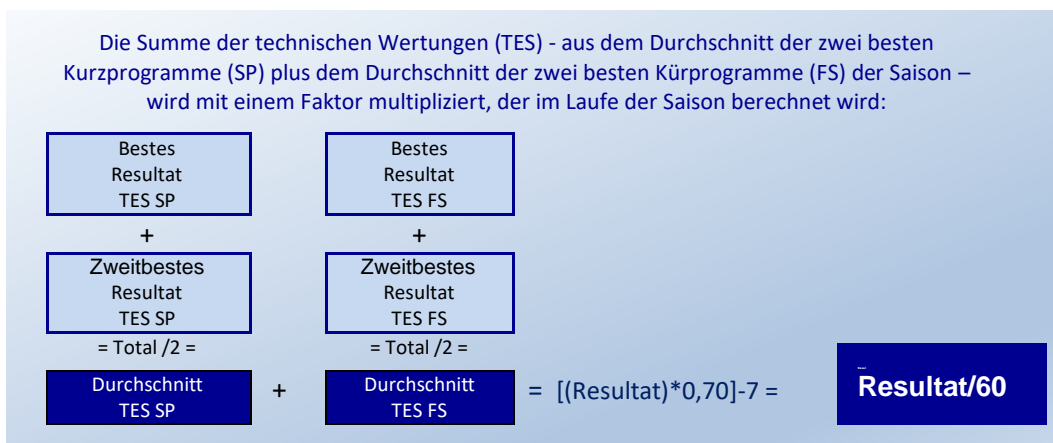 Die Summe der technischen Wertungen (TES) - aus dem Durchschnitt der zwei besten
Kurzprogramme (SP) plus dem Durchschnitt der zwei besten Kürprogramme (FS) der Saison –
wird mit einem Faktor multipliziert, der im Laufe der Saison berechnet wird:
Bestes
Resultat
TES SP
Bestes
Resultat
TES FS
+
+
Zweitbestes
Resultat
TES SP
Zweitbestes
Resultat
TES FS
= Total /2 =
= Total /2 =
Durchschnitt
TES SP
+
Durchschnitt
TES FS
= [(Resultat)*0,70]-7 =
Resultat/60